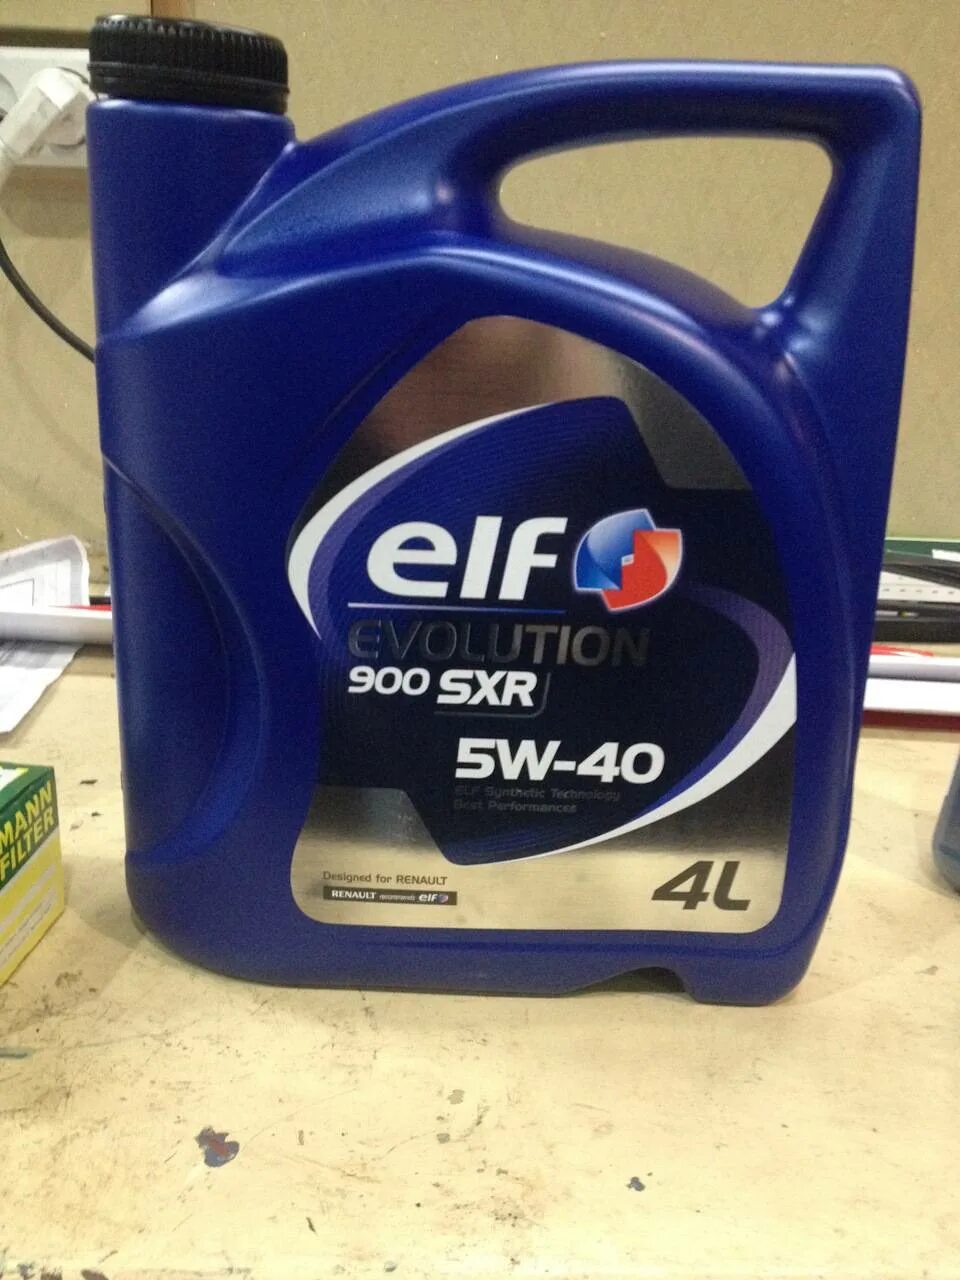 elf
EVOLUTION
900 SXR
5W-40
ELF Synthetic Technology
Best Performances
Designed for RENAULT
RENAULT recommends elf
4L
MANN
FILTER